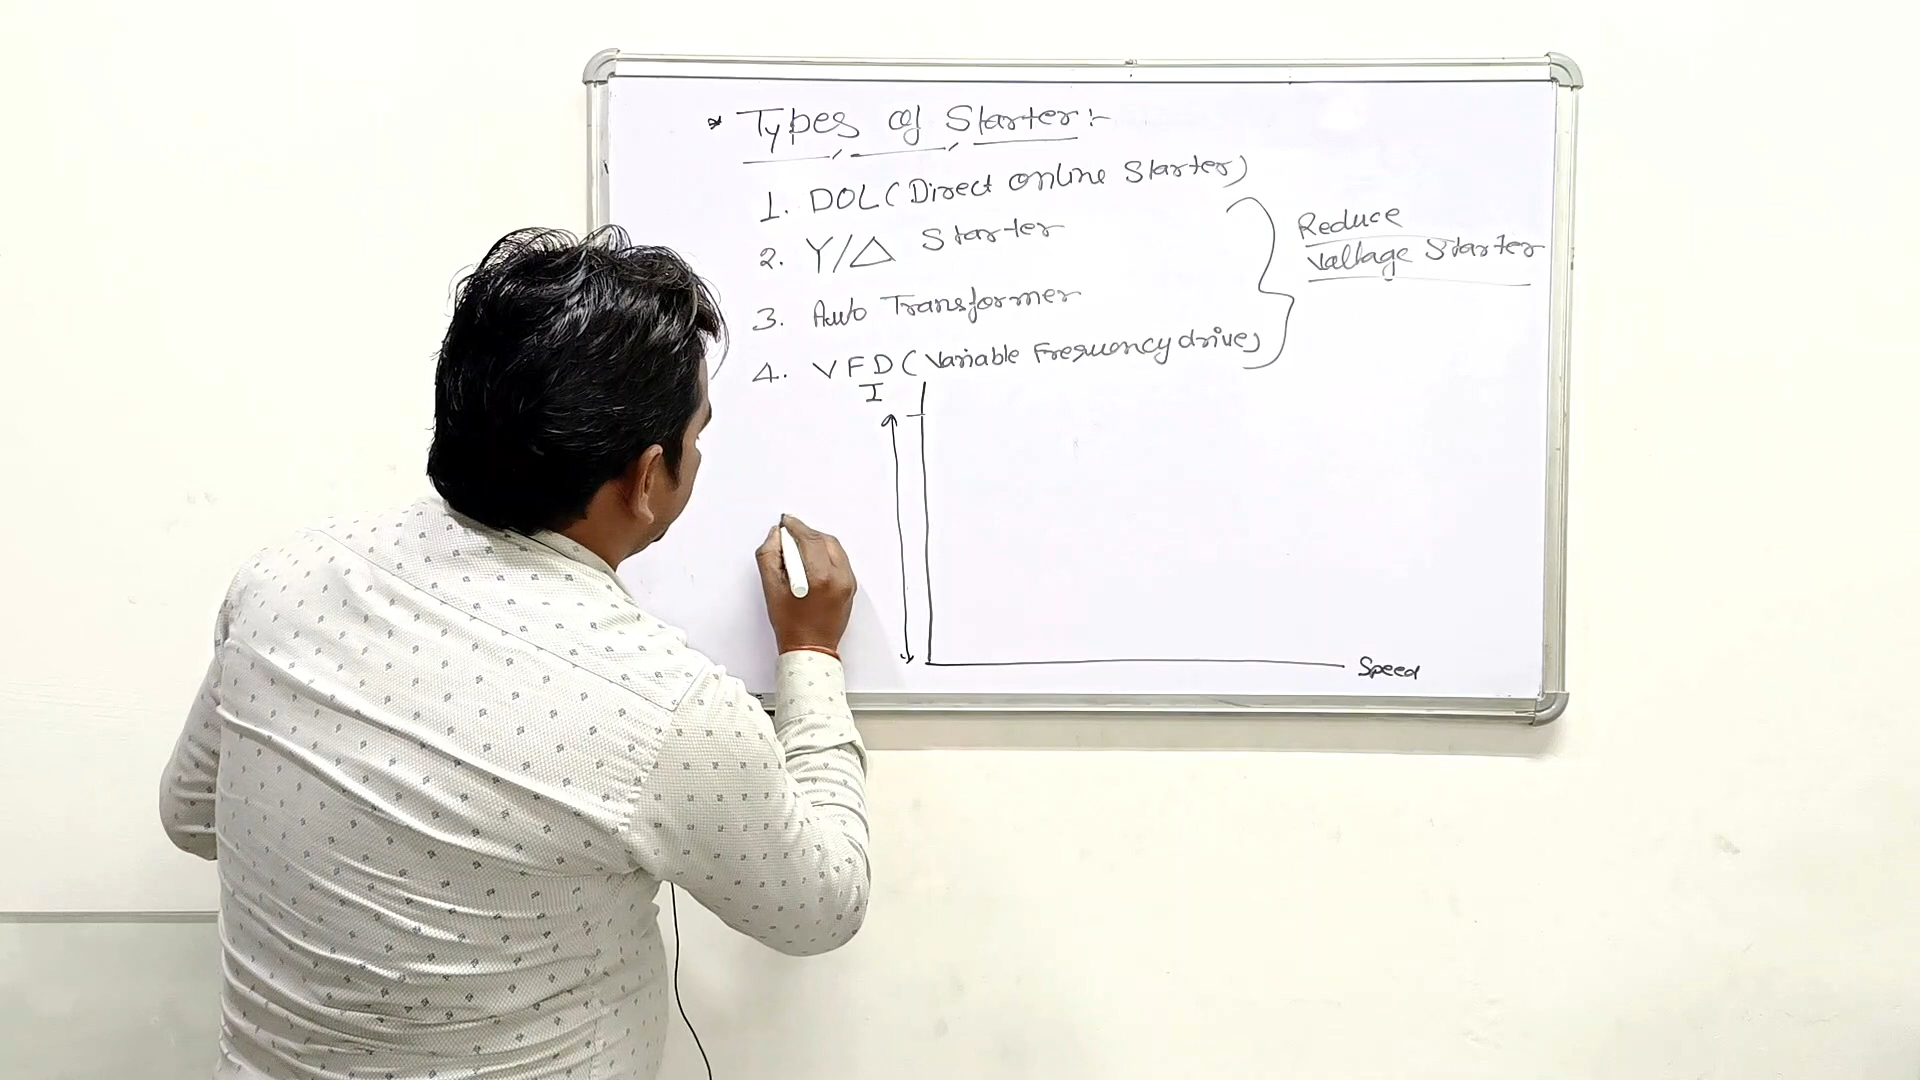 * Types of Starter:-
1. DOL (Direct online Starter)
2. Y/Δ Starter
3. Auto Transformer
4. VFD (Variable Frequency drive)
Reduce
Valtage Starter
I
Speed